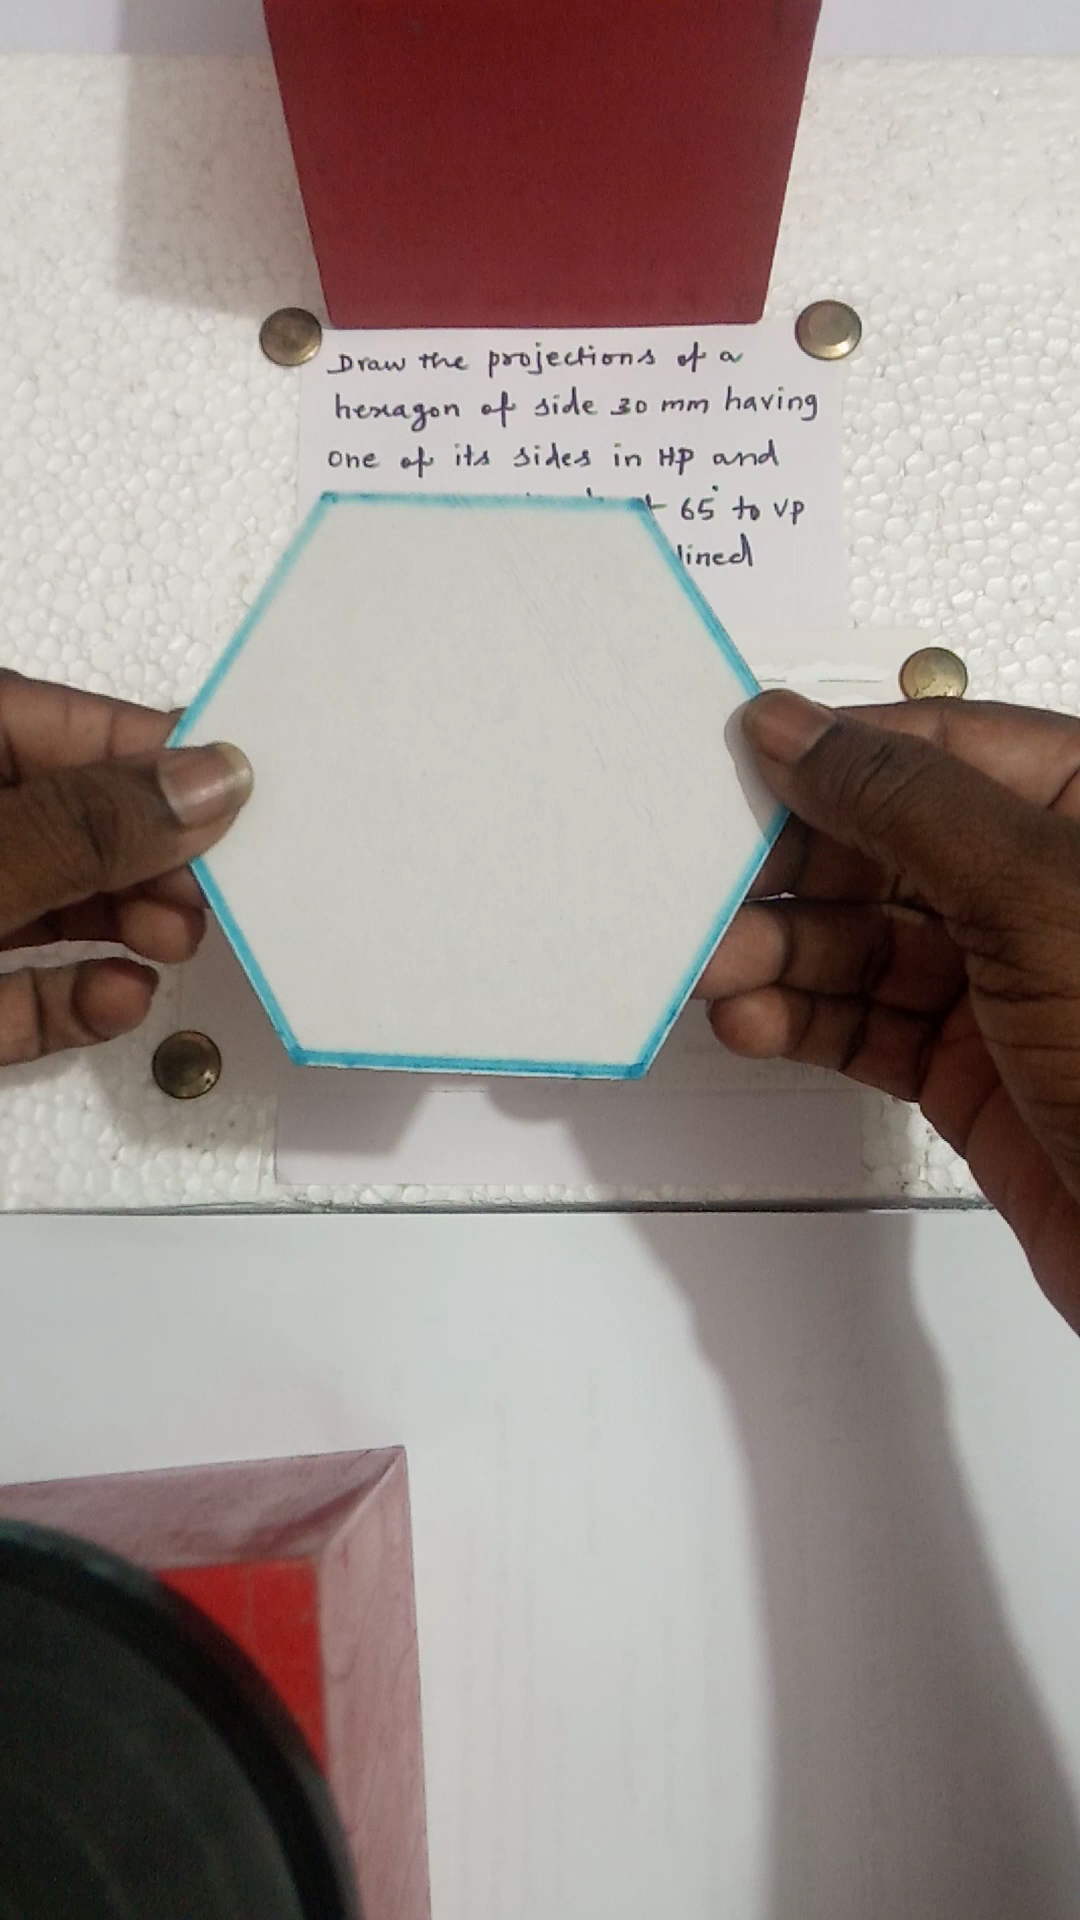 Draw the projections of a
hexagon of side 30 mm having
one of its sides in HP and
65° to VP